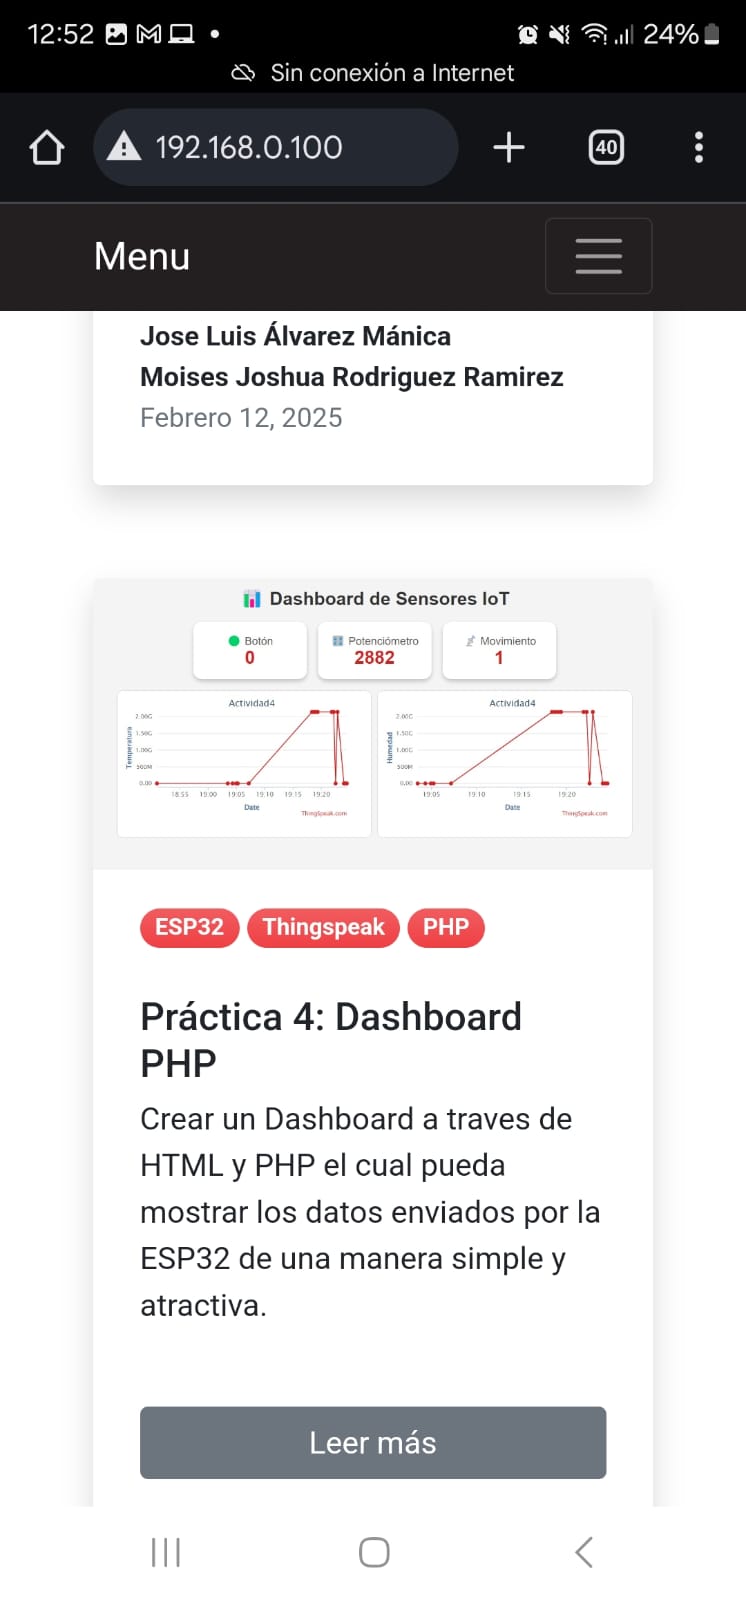 12:52
24%
Sin conexión a Internet
192.168.0.100
40
Menu
Jose Luis Álvarez Mánica
Moises Joshua Rodriguez Ramirez
Febrero 12, 2025
Dashboard de Sensores IoT
Botón
0
Potenciómetro
2882
Movimiento
1
Actividad4
Temperatura
2.00G
1.50G
1.00G
500M
0.00
18:55 19:00 19:05 19:10 19:15 19:20
Date
ThingSpeak.com
Actividad4
Humedad
2.00G
1.50G
1.00G
500M
0.00
19:05 19:10 19:15 19:20
Date
ThingSpeak.com
ESP32 Thingspeak PHP
Práctica 4: Dashboard
PHP
Crear un Dashboard a traves de
HTML y PHP el cual pueda
mostrar los datos enviados por la
ESP32 de una manera simple y
atractiva.
Leer más